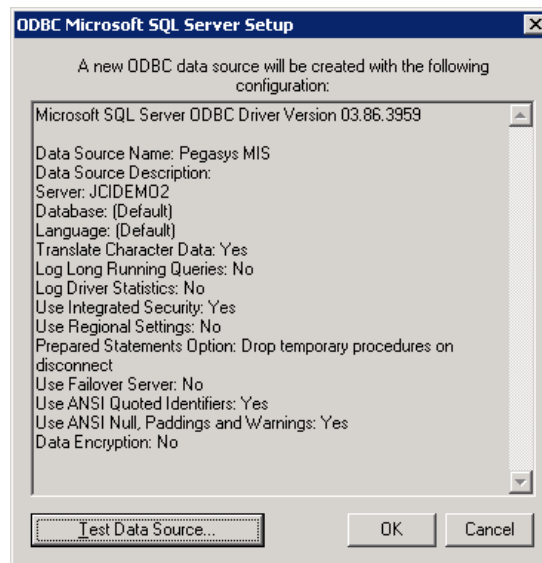 ODBC Microsoft SQL Server Setup
A new ODBC data source will be created with the following
configuration:
Microsoft SQL Server ODBC Driver Version 03.86.3959
Data Source Name: Pegasys MIS
Data Source Description:
Server: JCIDEMO2
Database: (Default)
Language: (Default)
Translate Character Data: Yes
Log Long Running Queries: No
Log Driver Statistics: No
Use Integrated Security: Yes
Use Regional Settings: No
Prepared Statements Option: Drop temporary procedures on
disconnect
Use Failover Server: No
Use ANSI Quoted Identifiers: Yes
Use ANSI Null, Paddings and Warnings: Yes
Data Encryption: No
Test Data Source... OK Cancel